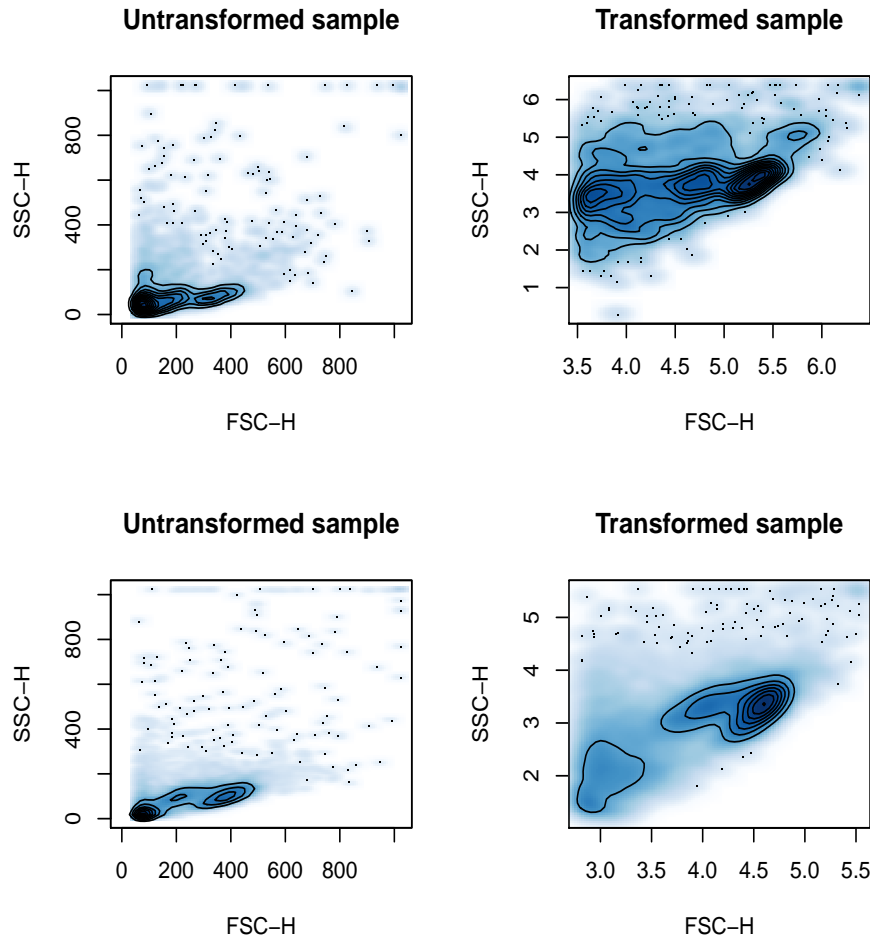 Untransformed sample
Transformed sample
SSC−H
800
400
0
0 200 400 600 800
FSC−H
SSC−H
6
5
4
3
2
1
3.5 4.0 4.5 5.0 5.5 6.0
FSC−H
Untransformed sample
Transformed sample
SSC−H
800
400
0
0 200 400 600 800
FSC−H
SSC−H
5
4
3
2
3.0 3.5 4.0 4.5 5.0 5.5
FSC−H